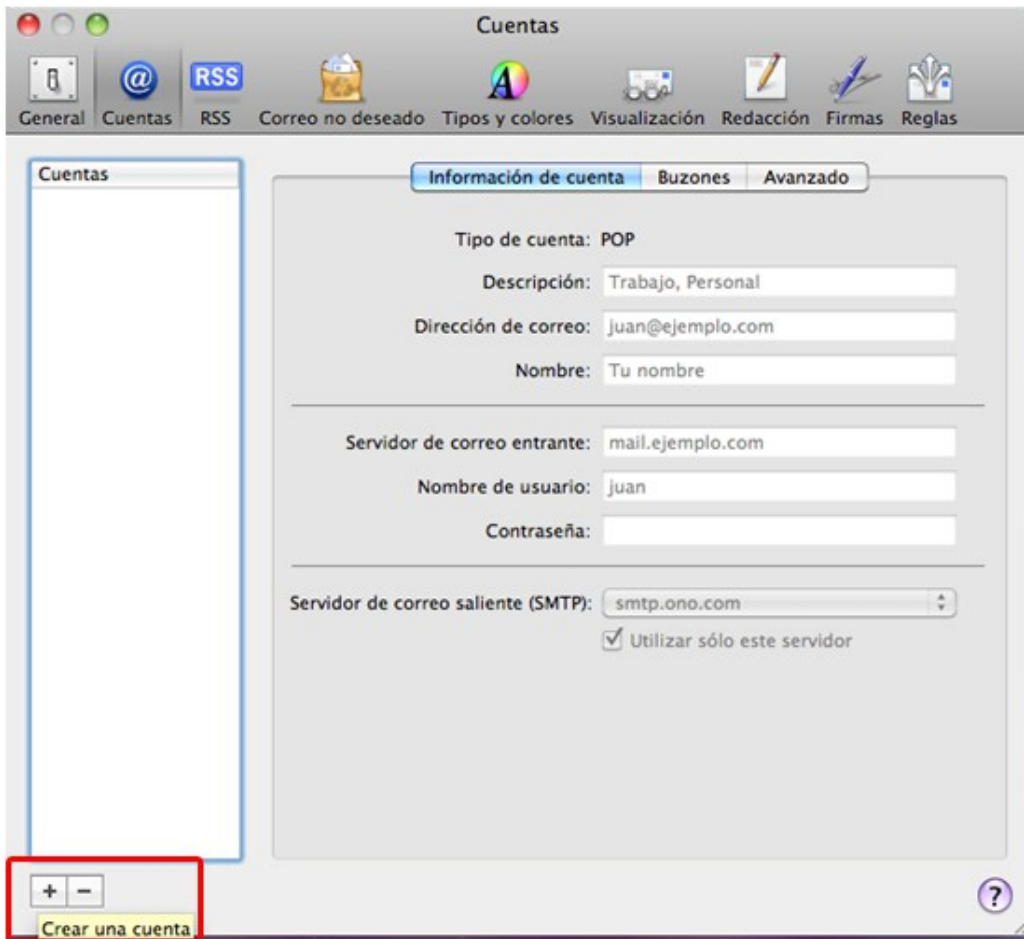 Cuentas
RSS
General Cuentas RSS Correo no deseado Tipos y colores Visualización Redacción Firmas Reglas
Cuentas
Información de cuenta Buzones Avanzado
Tipo de cuenta: POP
Descripción: Trabajo, Personal
Dirección de correo: juan@ejemplo.com
Nombre: Tu nombre
Servidor de correo entrante: mail.ejemplo.com
Nombre de usuario: juan
Contraseña:
Servidor de correo saliente (SMTP): smtp.ono.com
Utilizar sólo este servidor
+ −
?
Crear una cuenta